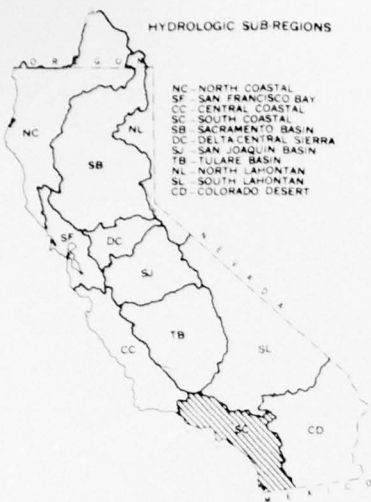 HYDROLOGIC SUB-REGIONS
O R G O N
NC - NORTH COASTAL
SF - SAN FRANCISCO BAY
CC - CENTRAL COASTAL
SC - SOUTH COASTAL
SB - SACRAMENTO BASIN
DC - DELTA-CENTRAL SIERRA
SJ - SAN JOAQUIN BASIN
TB - TULARE BASIN
NL - NORTH LAHONTAN
SL - SOUTH LAHONTAN
CD - COLORADO DESERT
NC
NL
SB
SF
DC
N E V A D A
SJ
TB
CC
SL
SC
CD
M E X I C O